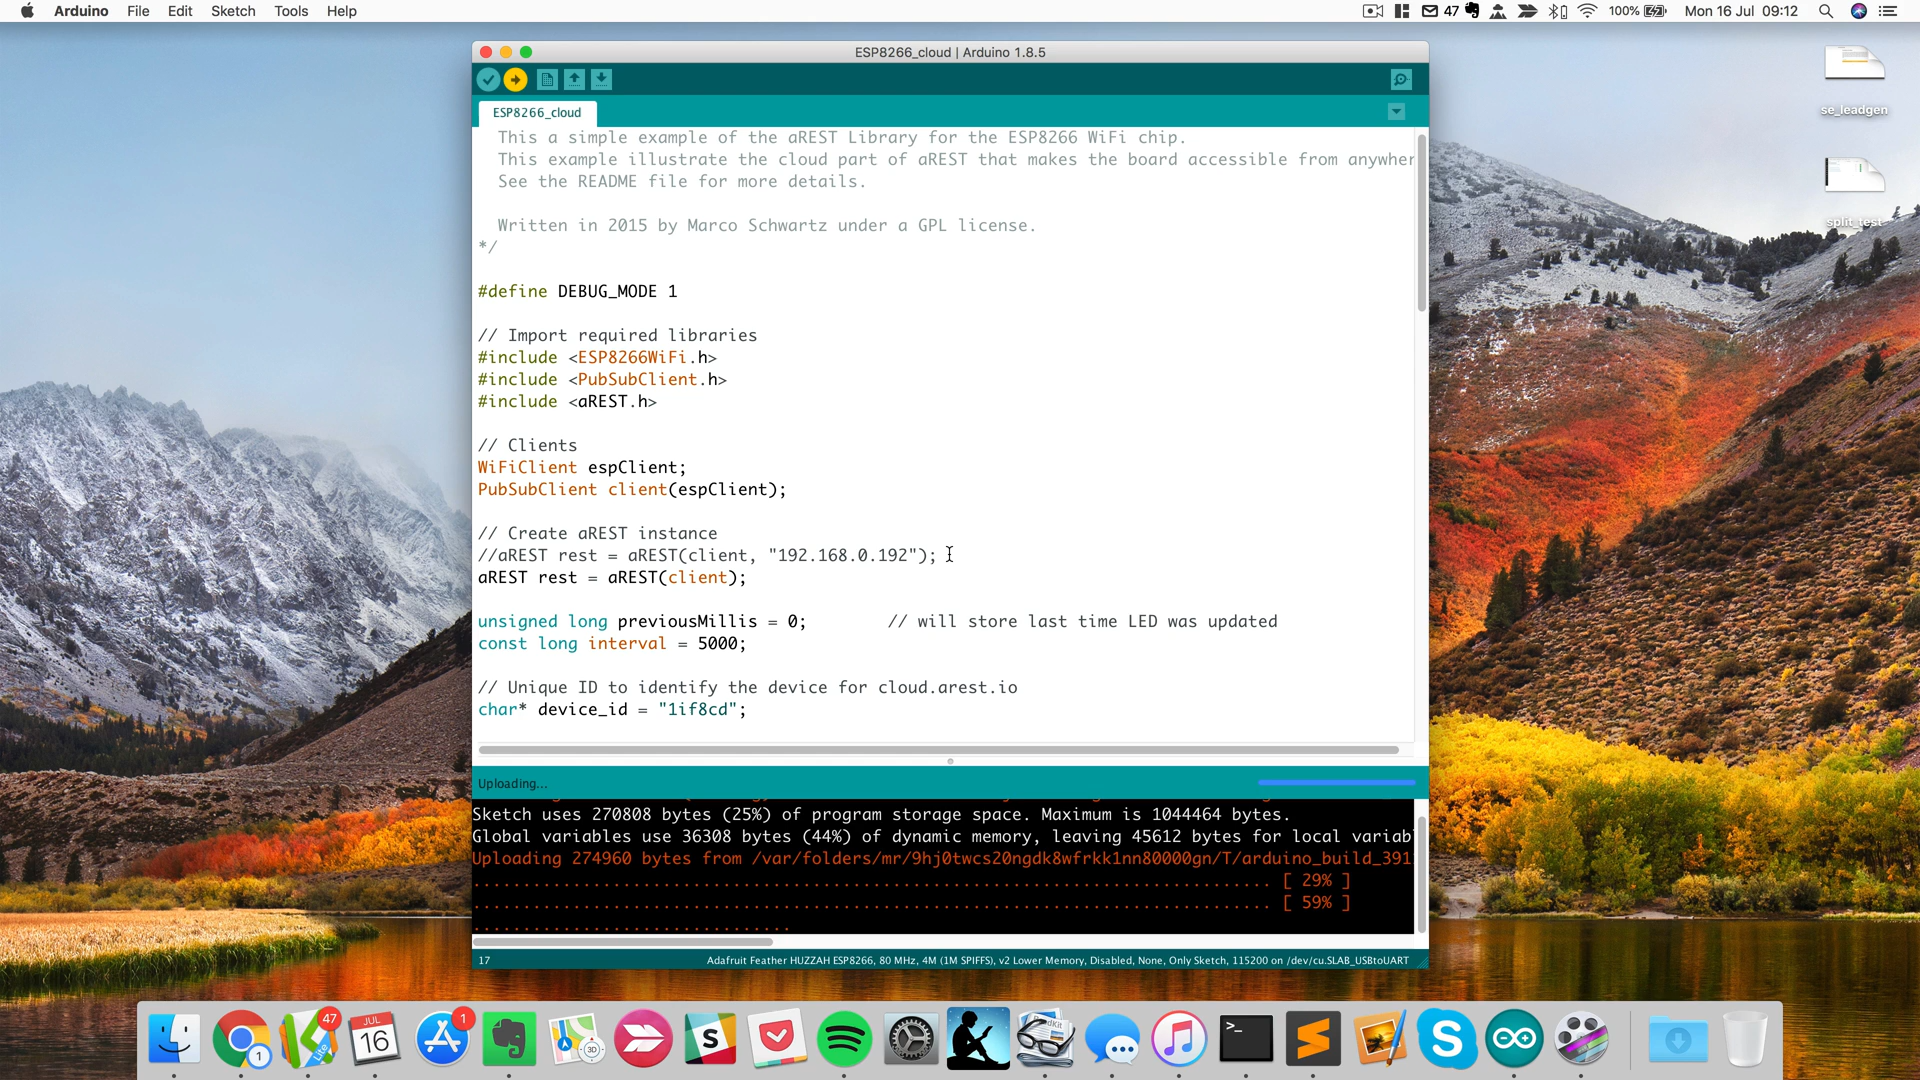 Arduino File Edit Sketch Tools Help
47 100% Mon 16 Jul 09:12
ESP8266_cloud | Arduino 1.8.5
ESP8266_cloud
This a simple example of the aREST Library for the ESP8266 WiFi chip.
This example illustrate the cloud part of aREST that makes the board accessible from anywher
See the README file for more details.
Written in 2015 by Marco Schwartz under a GPL license.
*/
#define DEBUG_MODE 1
// Import required libraries
#include <ESP8266WiFi.h>
#include <PubSubClient.h>
#include <aREST.h>
// Clients
WiFiClient espClient;
PubSubClient client(espClient);
// Create aREST instance
//aREST rest = aREST(client, "192.168.0.192");
aREST rest = aREST(client);
unsigned long previousMillis = 0; // will store last time LED was updated
const long interval = 5000;
// Unique ID to identify the device for cloud.arest.io
char* device_id = "1if8cd";
Uploading...
Sketch uses 270808 bytes (25%) of program storage space. Maximum is 1044464 bytes.
Global variables use 36308 bytes (44%) of dynamic memory, leaving 45612 bytes for local variab
Uploading 274960 bytes from /var/folders/mr/9hj0twcs20ngdk8wfrkk1nn80000gn/T/arduino_build_391
................................................................................ [ 29% ]
................................................................................ [ 59% ]
................................
17 Adafruit Feather HUZZAH ESP8266, 80 MHz, 4M (1M SPIFFS), v2 Lower Memory, Disabled, None, Only Sketch, 115200 on /dev/cu.SLAB_USBtoUART
se_leadgen
split_test
1
47
Lite
JUL
16
1
3D
S
>_
S